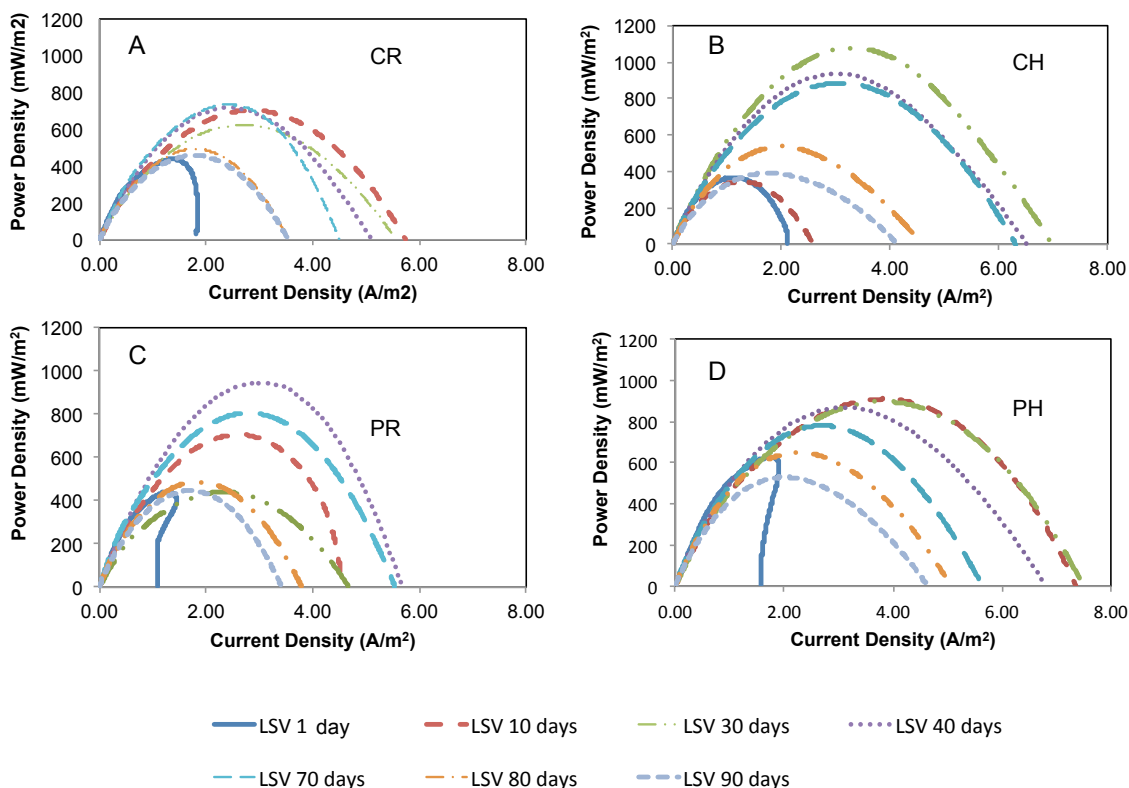 A
CR
Power Density (mW/m2)
1200
1000
800
600
400
200
0
0.00 2.00 4.00 6.00 8.00
Current Density (A/m2)
B
CH
Power Density (mW/m²)
1200
1000
800
600
400
200
0
0.00 2.00 4.00 6.00 8.00
Current Density (A/m²)
C
PR
Power Density (mW/m²)
1200
1000
800
600
400
200
0
0.00 2.00 4.00 6.00 8.00
Current Density (A/m²)
D
PH
Power Density (mW/m²)
1200
1000
800
600
400
200
0
0.00 2.00 4.00 6.00 8.00
Current Density (A/m²)
LSV 1 day LSV 10 days LSV 30 days LSV 40 days
LSV 70 days LSV 80 days LSV 90 days